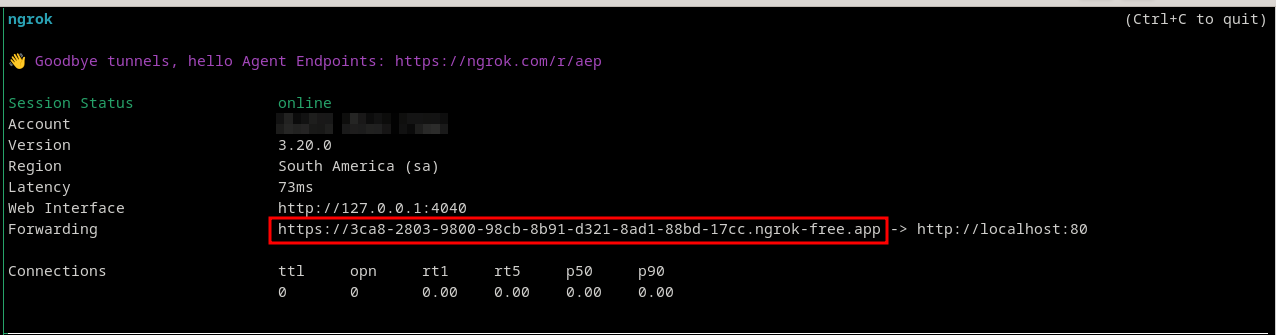 ngrok (Ctrl+C to quit)
👋 Goodbye tunnels, hello Agent Endpoints: https://ngrok.com/r/aep
Session Status online
Account
Version 3.20.0
Region South America (sa)
Latency 73ms
Web Interface http://127.0.0.1:4040
Forwarding https://3ca8-2803-9800-98cb-8b91-d321-8ad1-88bd-17cc.ngrok-free.app -> http://localhost:80
Connections ttl opn rt1 rt5 p50 p90
0 0 0.00 0.00 0.00 0.00